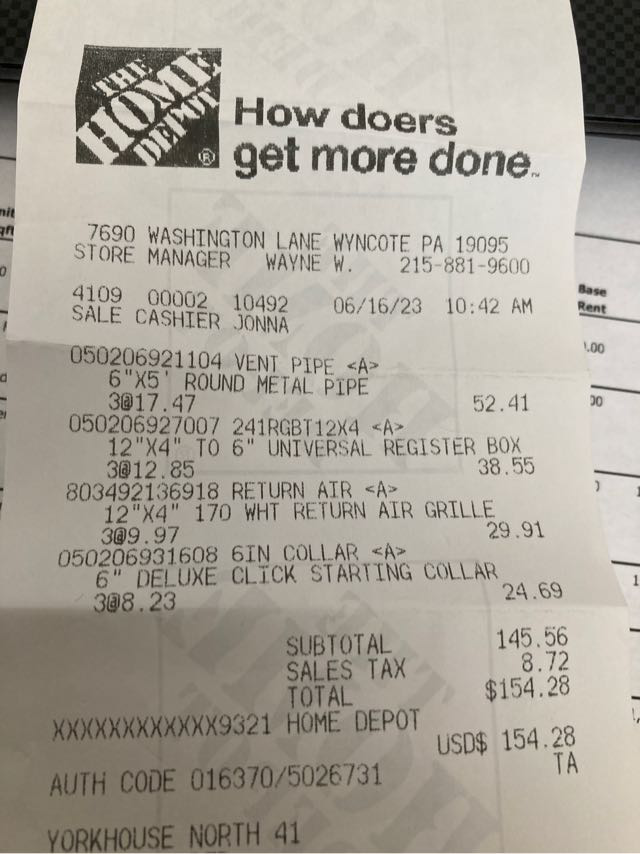 THE
HOME
DEPOT
®
How doers
get more done™
7690 WASHINGTON LANE WYNCOTE PA 19095
STORE MANAGER WAYNE W. 215-881-9600
4109 00002 10492 06/16/23 10:42 AM
SALE CASHIER JONNA
050206921104 VENT PIPE <A>
6"X5' ROUND METAL PIPE
3@17.47 52.41
050206927007 241RGBT12X4 <A>
12"X4" TO 6" UNIVERSAL REGISTER BOX
3@12.85 38.55
803492136918 RETURN AIR <A>
12"X4" 170 WHT RETURN AIR GRILLE
3@9.97 29.91
050206931608 6IN COLLAR <A>
6" DELUXE CLICK STARTING COLLAR
3@8.23 24.69
SUBTOTAL 145.56
SALES TAX 8.72
TOTAL $154.28
XXXXXXXXXXXX9321 HOME DEPOT
USD$ 154.28
TA
AUTH CODE 016370/5026731
YORKHOUSE NORTH 41
Base
Rent